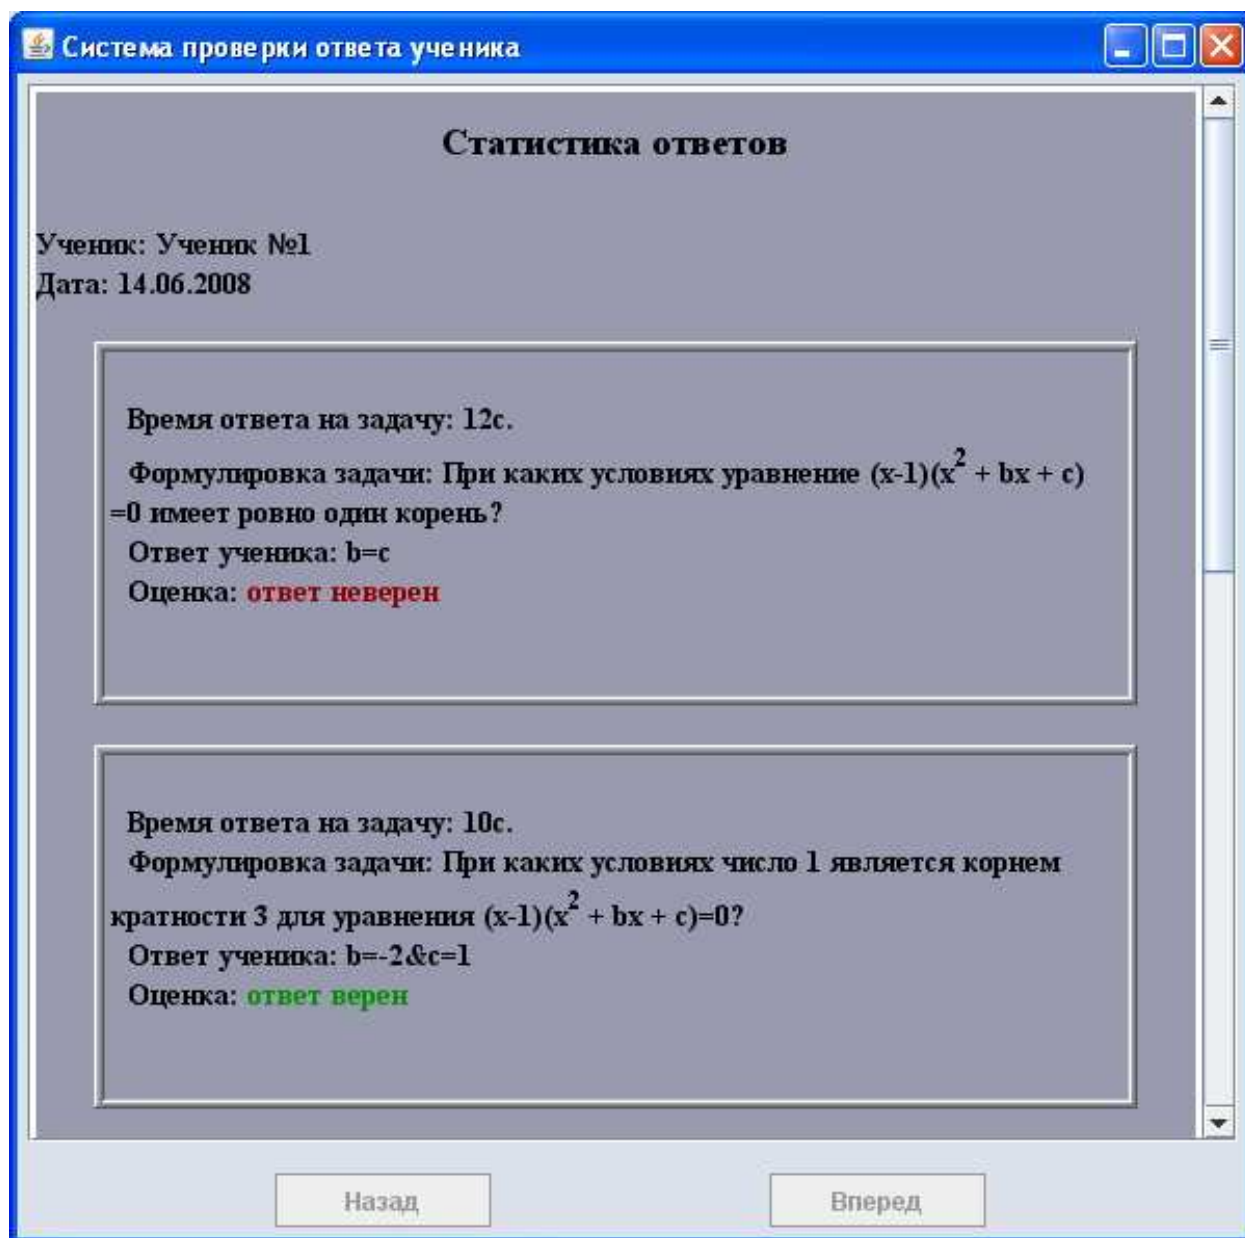 Система проверки ответа ученика
Статистика ответов
Ученик: Ученик №1
Дата: 14.06.2008
Время ответа на задачу: 12с.
Формулировка задачи: При каких условиях уравнение (x-1)(x² + bx + c)
=0 имеет ровно один корень?
Ответ ученика: b=c
Оценка: ответ неверен
Время ответа на задачу: 10с.
Формулировка задачи: При каких условиях число 1 является корнем
кратности 3 для уравнения (x-1)(x² + bx + c)=0?
Ответ ученика: b=-2&c=1
Оценка: ответ верен
Назад
Вперед